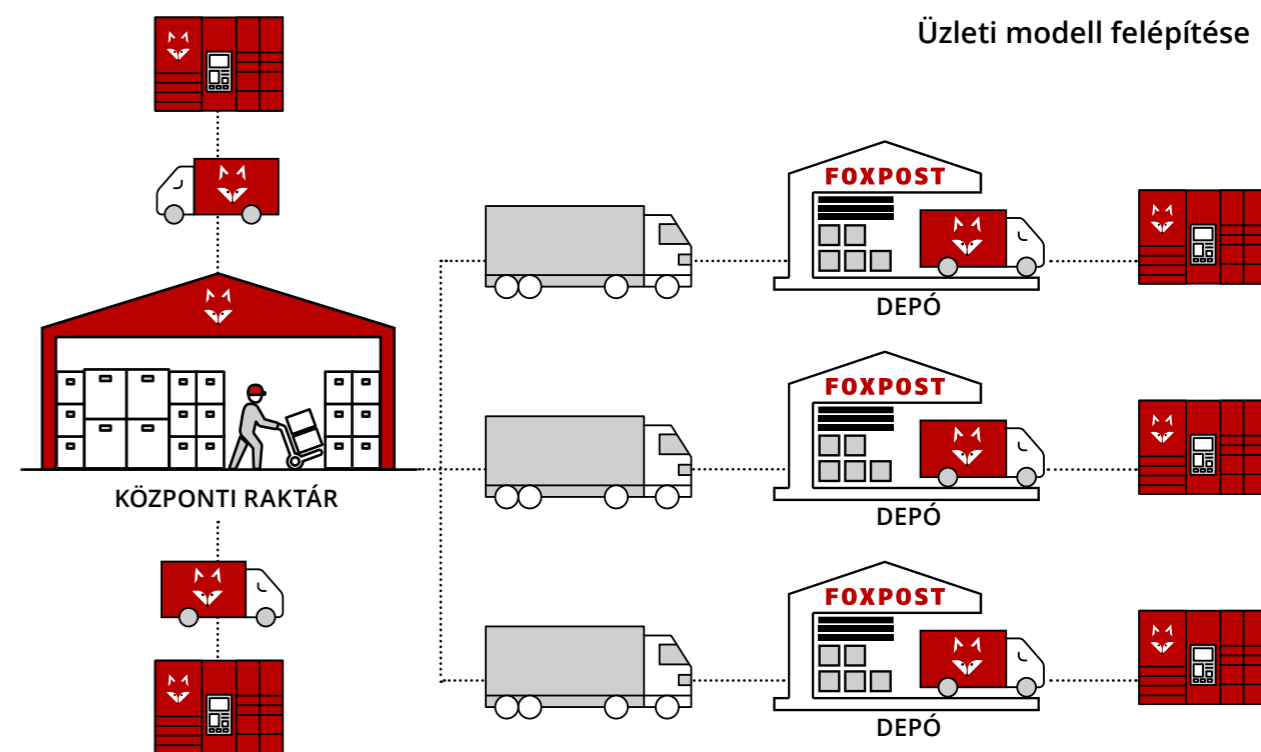 Üzleti modell felépítése
FOXPOST
DEPÓ
FOXPOST
DEPÓ
KÖZPONTI RAKTÁR
FOXPOST
DEPÓ